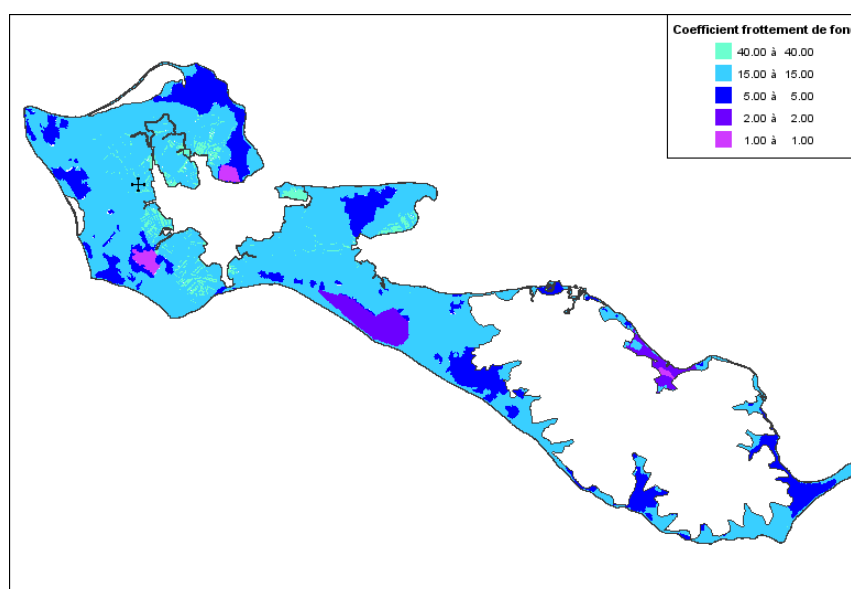 Coefficient frottement de fond
40.00 à 40.00
15.00 à 15.00
5.00 à 5.00
2.00 à 2.00
1.00 à 1.00